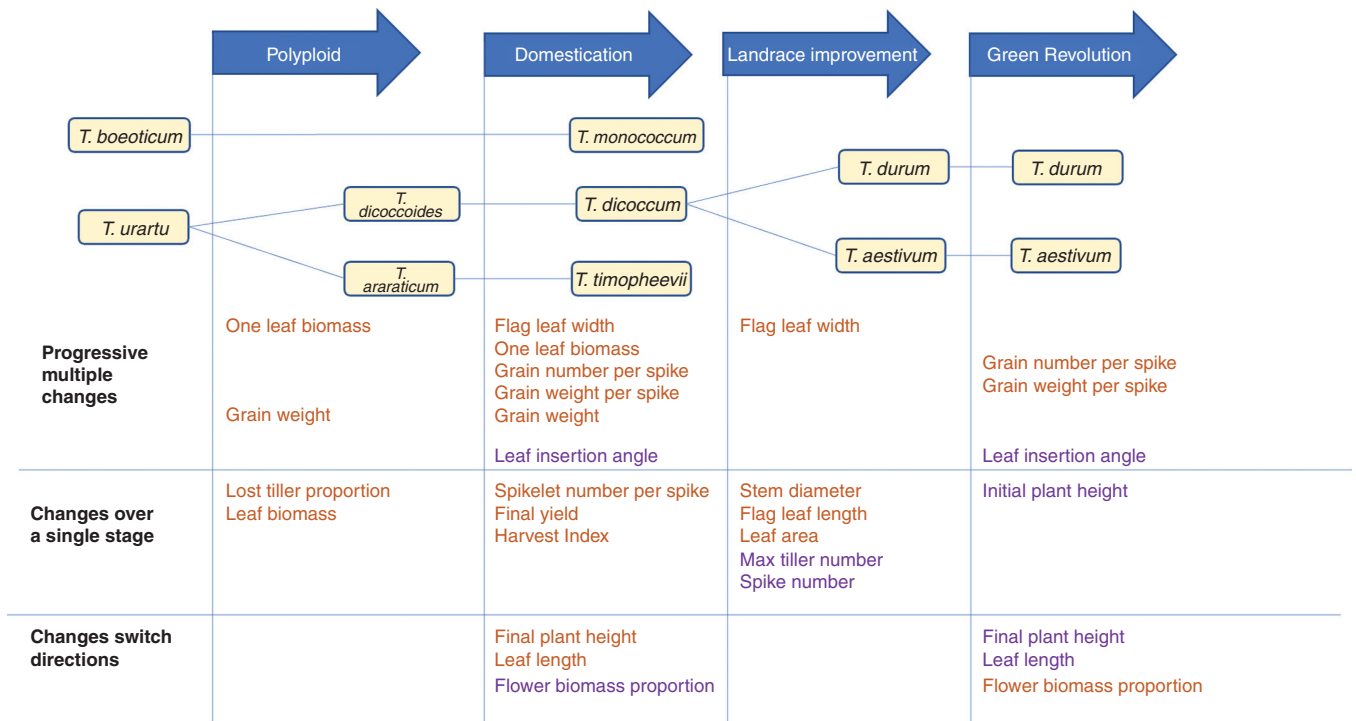 Polyploid
Domestication
Landrace improvement
Green Revolution
T. boeoticum
T. monococcum
T. durum
T. durum
T.
dicoccoides
T. dicoccum
T. urartu
T. aestivum
T. aestivum
T.
araraticum
T. timopheevii
Progressive
multiple
changes
One leaf biomass
Grain weight
Flag leaf width
One leaf biomass
Grain number per spike
Grain weight per spike
Grain weight
Leaf insertion angle
Flag leaf width
Grain number per spike
Grain weight per spike
Leaf insertion angle
Changes over
a single stage
Lost tiller proportion
Leaf biomass
Spikelet number per spike
Final yield
Harvest Index
Stem diameter
Flag leaf length
Leaf area
Max tiller number
Spike number
Initial plant height
Changes switch
directions
Final plant height
Leaf length
Flower biomass proportion
Final plant height
Leaf length
Flower biomass proportion